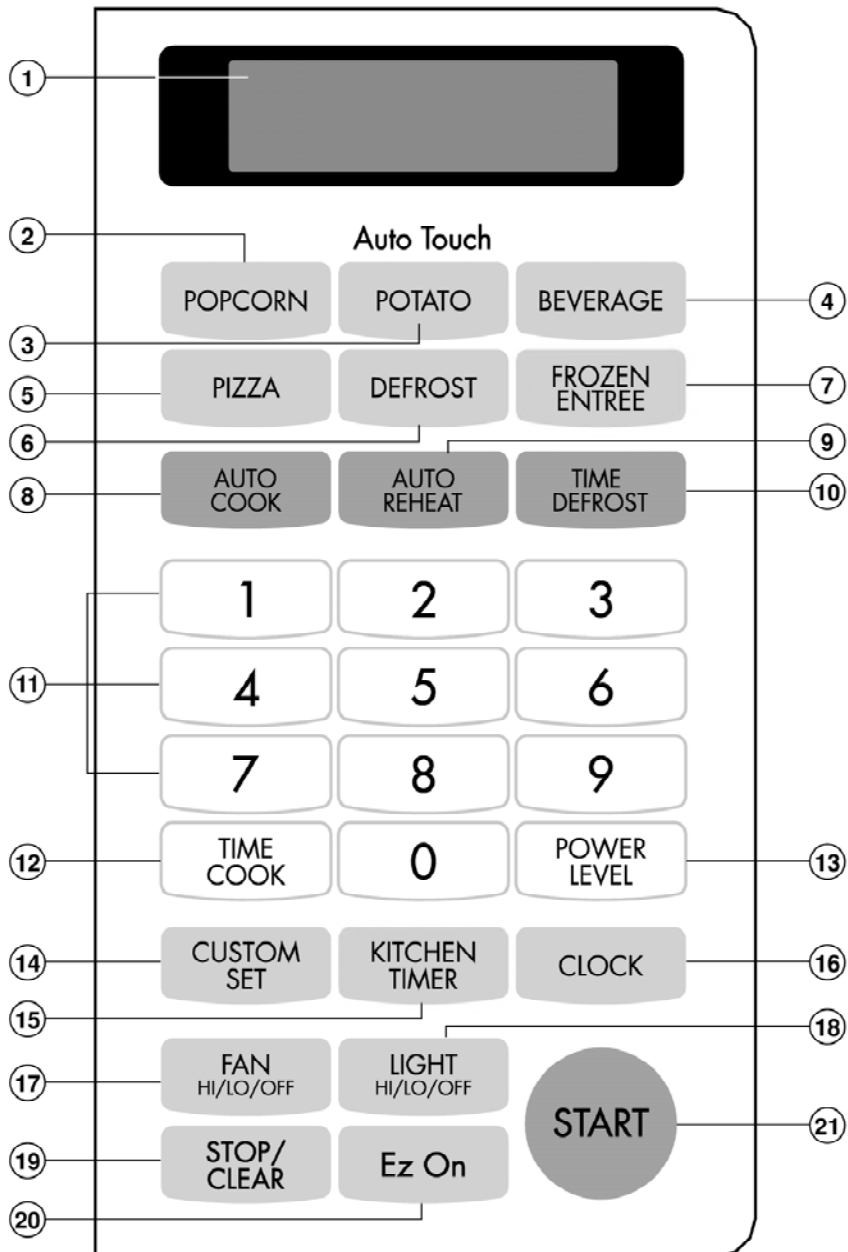 1
2
Auto Touch
POPCORN
POTATO
BEVERAGE
4
3
5
PIZZA
DEFROST
FROZEN
ENTREE
7
6
9
8
AUTO
COOK
AUTO
REHEAT
TIME
DEFROST
10
1
2
3
11
4
5
6
7
8
9
12
TIME
COOK
0
POWER
LEVEL
13
14
CUSTOM
SET
KITCHEN
TIMER
CLOCK
16
15
18
17
FAN
HI/LO/OFF
LIGHT
HI/LO/OFF
START
21
19
STOP/
CLEAR
Ez On
20